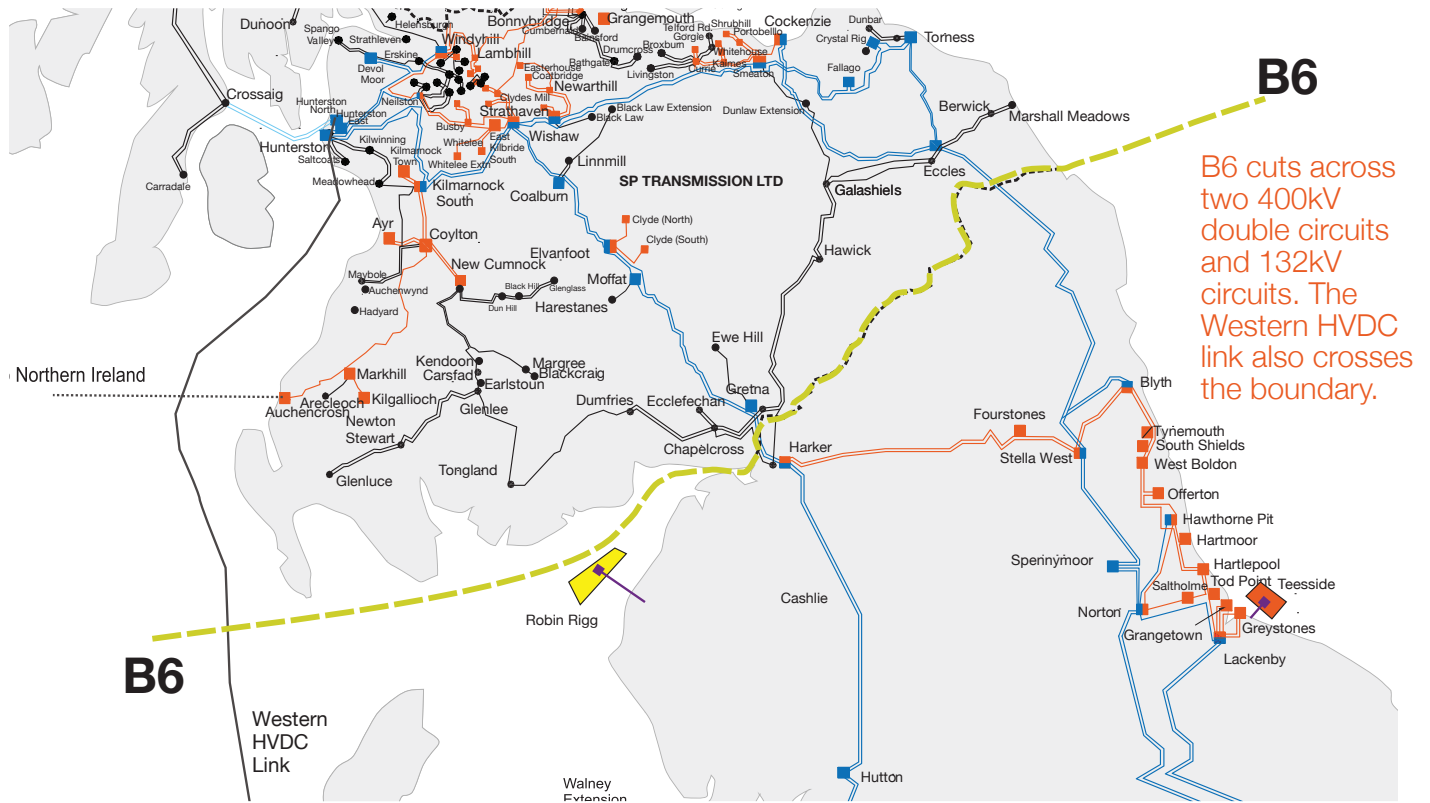 Dunoon
Helensburgh
Spango
Valley
Strathleven
Windyhill
Erskine
Lambhill
Devol
Moor
Bonnybridge
Grangemouth
Cumbernauld
Bainsford
Bathgate
Drumcross
Broxburn
Livingston
Telford Rd.
Gorgie
Shrubhill
Portobelllo
Whitehouse
Kaimes
Currie
Smeaton
Cockenzie
Dunbar
Crystal Rig
Torness
Fallago
B6
Easterhouse
Coatbridge
Newarthill
Clydes Mill
Strathaven
Neilston
Busby
Whitelee
Whitelee Extn
East
Kilbride
South
Wishaw
Black Law Extension
Black Law
Dunlaw Extension
Berwick
Marshall Meadows
Crossaig
Hunterston
North
Hunterston
East
Hunterston
Kilwinning
Saltcoats
Kilmarnock
Town
Meadowhead
Carradale
Linnmill
Coalburn
SP TRANSMISSION LTD
Galashiels
Eccles
Kilmarnock
South
B6 cuts across
two 400kV
double circuits
and 132kV
circuits. The
Western HVDC
link also crosses
the boundary.
Ayr
Coylton
Clyde (North)
Clyde (South)
Elvanfoot
Hawick
New Cumnock
Moffat
Maybole
Auchenwynd
Black Hill
Glenglass
Dun Hill
Harestanes
Hadyard
Ewe Hill
Kendoon
Carsfad
Margree
Blackcraig
Earlstoun
Northern Ireland
Markhill
Arecleoch
Kilgallioch
Auchencrosh
Newton
Stewart
Glenlee
Dumfries
Ecclefechan
Gretna
Blyth
Chapelcross
Harker
Fourstones
Stella West
Tynemouth
South Shields
West Boldon
Glenluce
Tongland
Offerton
Hawthorne Pit
Hartmoor
Spennymoor
Hartlepool
Saltholme
Tod Point
Teesside
Robin Rigg
Cashlie
Norton
Grangetown
Greystones
Lackenby
B6
Western
HVDC
Link
Walney
Extension
Hutton